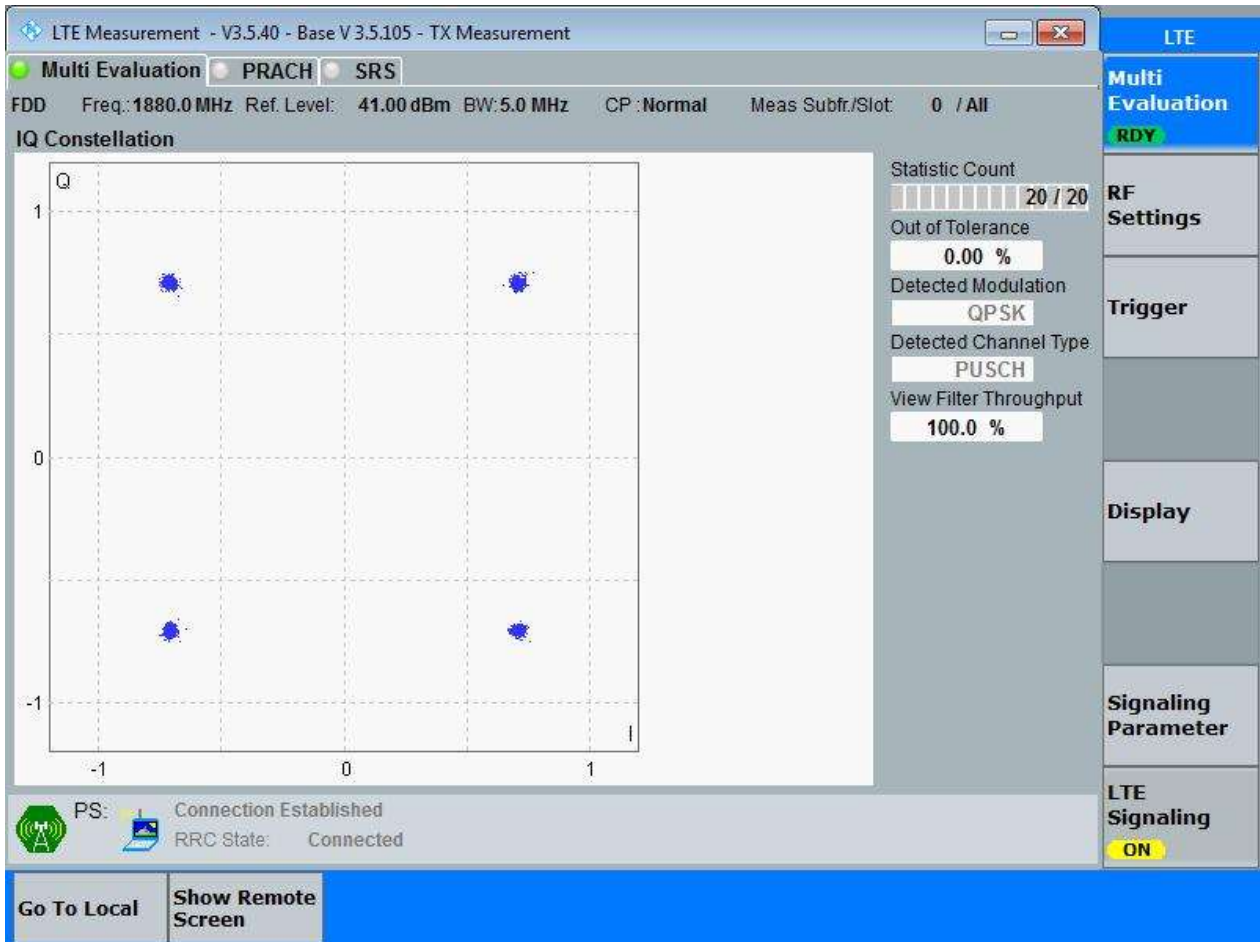 LTE Measurement - V3.5.40 - Base V 3.5.105 - TX Measurement
LTE
Multi Evaluation PRACH SRS
FDD Freq.: 1880.0 MHz Ref. Level: 41.00 dBm BW: 5.0 MHz CP : Normal Meas Subfr./Slot: 0 / All
IQ Constellation
Q
1
0
-1
I
-1 0 1
Statistic Count
20 / 20
Out of Tolerance
0.00 %
Detected Modulation
QPSK
Detected Channel Type
PUSCH
View Filter Throughput
100.0 %
PS: Connection Established
RRC State: Connected
Multi
Evaluation
RDY
RF
Settings
Trigger
Display
Signaling
Parameter
LTE
Signaling
ON
Go To Local
Show Remote
Screen